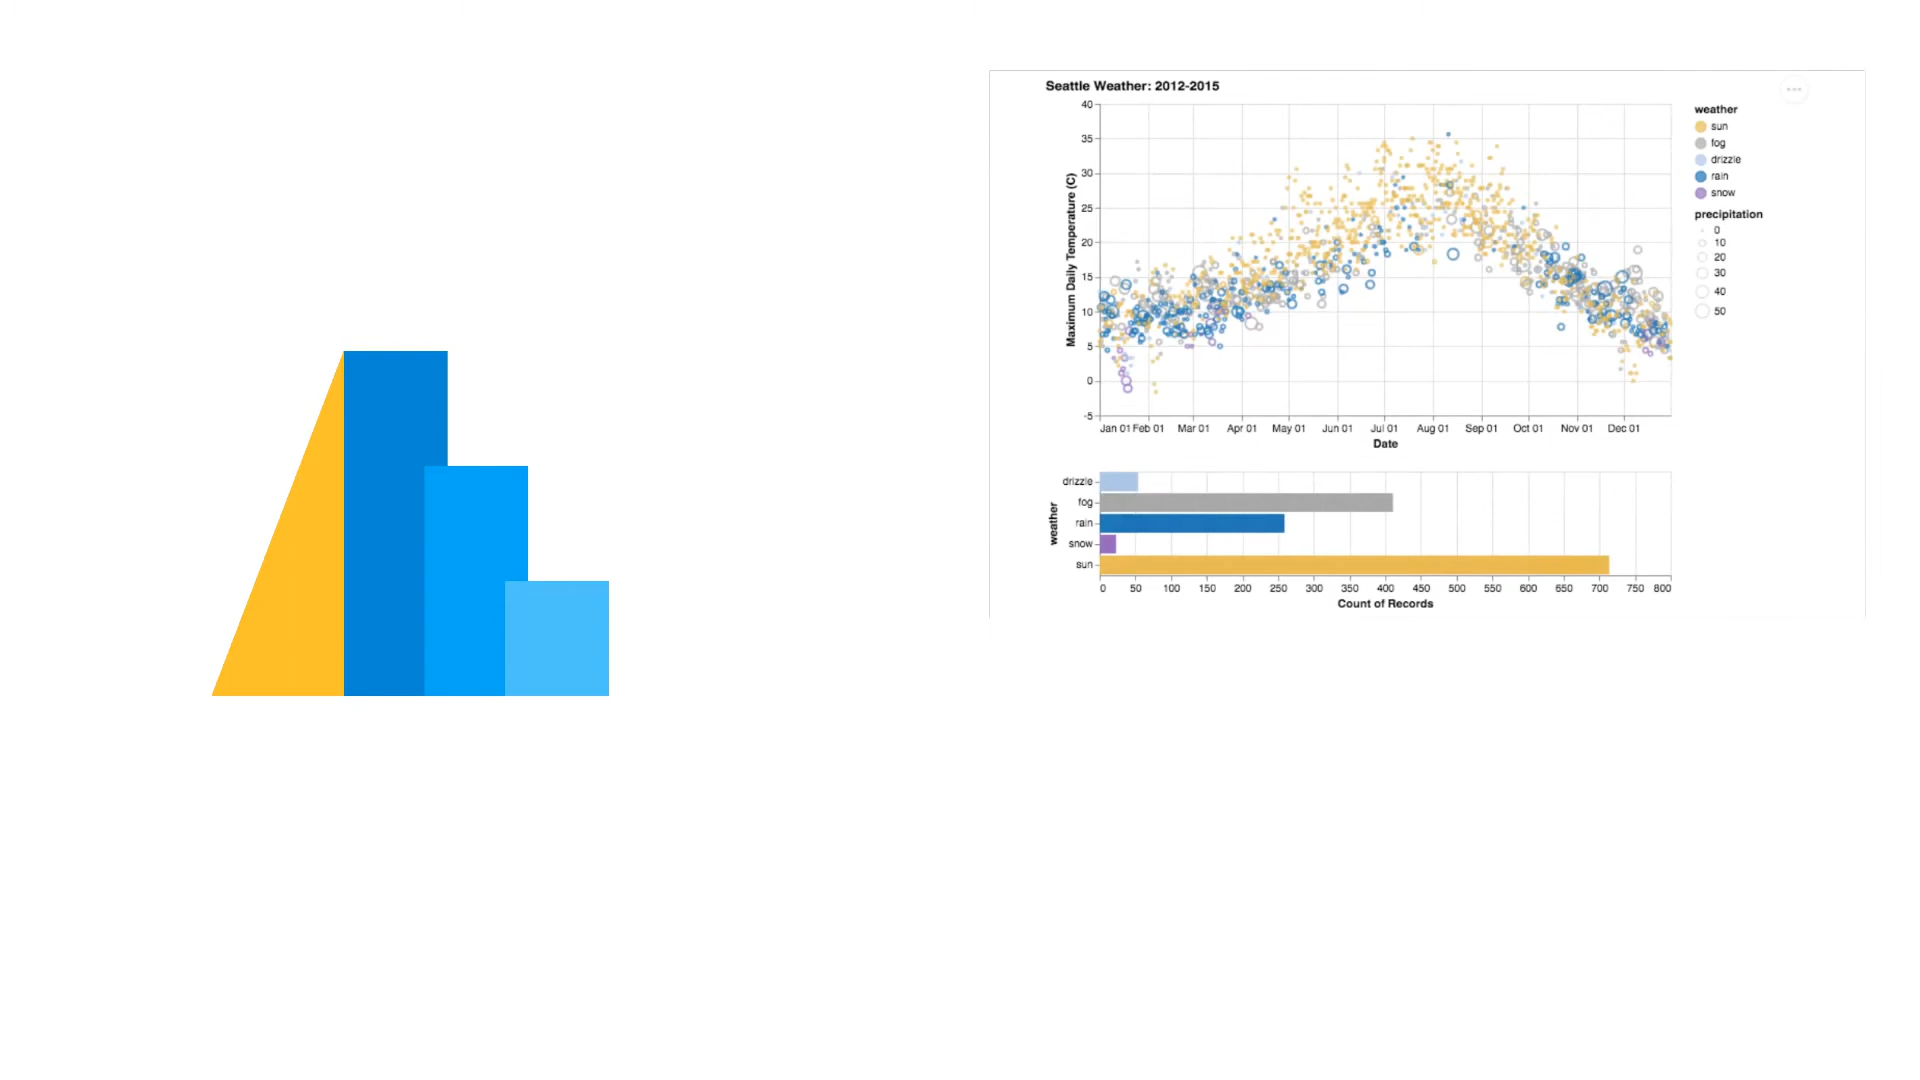 Seattle Weather: 2012-2015
40
35
30
25
20
15
10
5
0
-5
Maximum Daily Temperature (C)
Jan 01 Feb 01 Mar 01 Apr 01 May 01 Jun 01 Jul 01 Aug 01 Sep 01 Oct 01 Nov 01 Dec 01
Date
weather
sun
fog
drizzle
rain
snow
precipitation
0
10
20
30
40
50
weather
drizzle
fog
rain
snow
sun
0 50 100 150 200 250 300 350 400 450 500 550 600 650 700 750 800
Count of Records